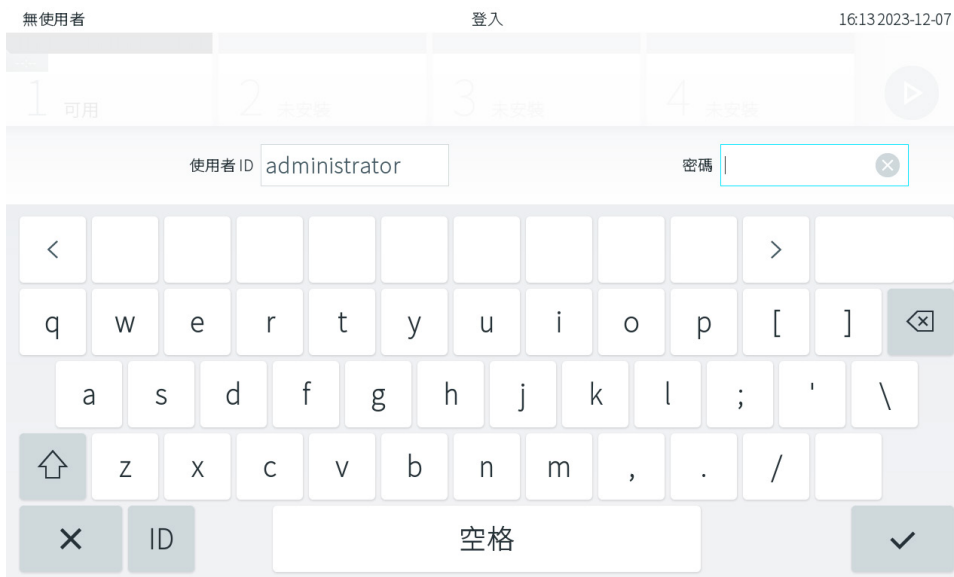 無使用者 登入 16:13 2023-12-07
1 可用 2 未安裝 3 未安裝 4 未安裝
使用者 ID administrator 密碼
< >
q w e r t y u i o p [ ]
a s d f g h j k l ; ' \
z x c v b n m , . /
ID 空格